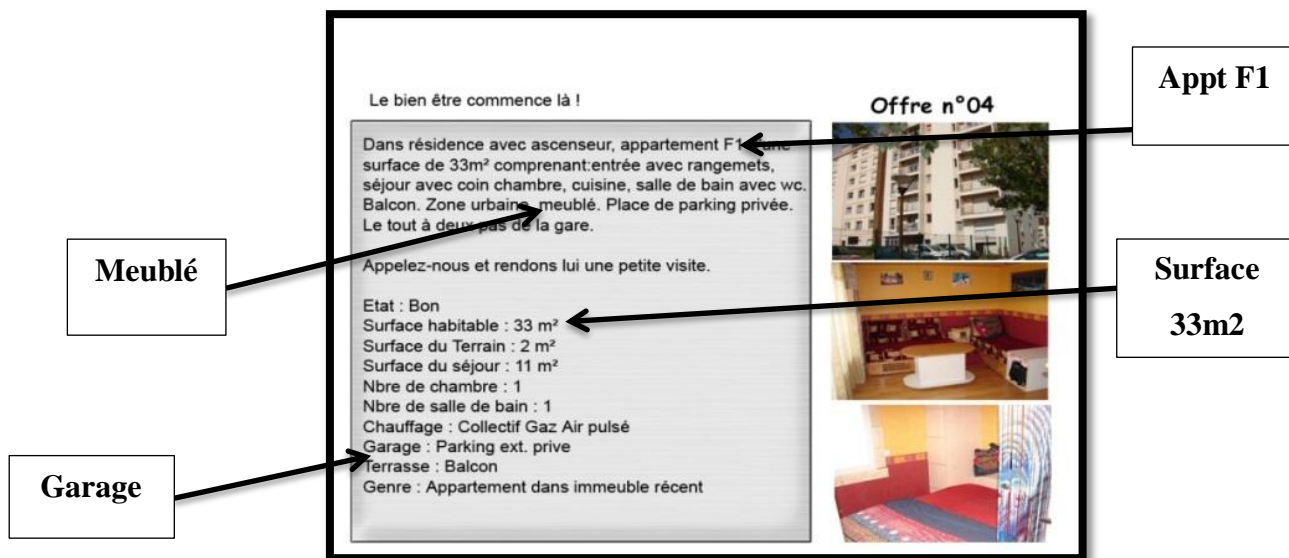 Appt F1
Le bien être commence là !
Offre n°04
Dans résidence avec ascenseur, appartement F1
surface de 33m² comprenant:entrée avec rangemets,
séjour avec coin chambre, cuisine, salle de bain avec wc.
Balcon. Zone urbaine, meublé. Place de parking privée.
Le tout à deux pas de la gare.
Appelez-nous et rendons lui une petite visite.
Etat : Bon
Surface habitable : 33 m²
Surface du Terrain : 2 m²
Surface du séjour : 11 m²
Nbre de chambre : 1
Nbre de salle de bain : 1
Chauffage : Collectif Gaz Air pulsé
Garage : Parking ext. prive
Terrasse : Balcon
Genre : Appartement dans immeuble récent
Meublé
Surface
33m2
Garage